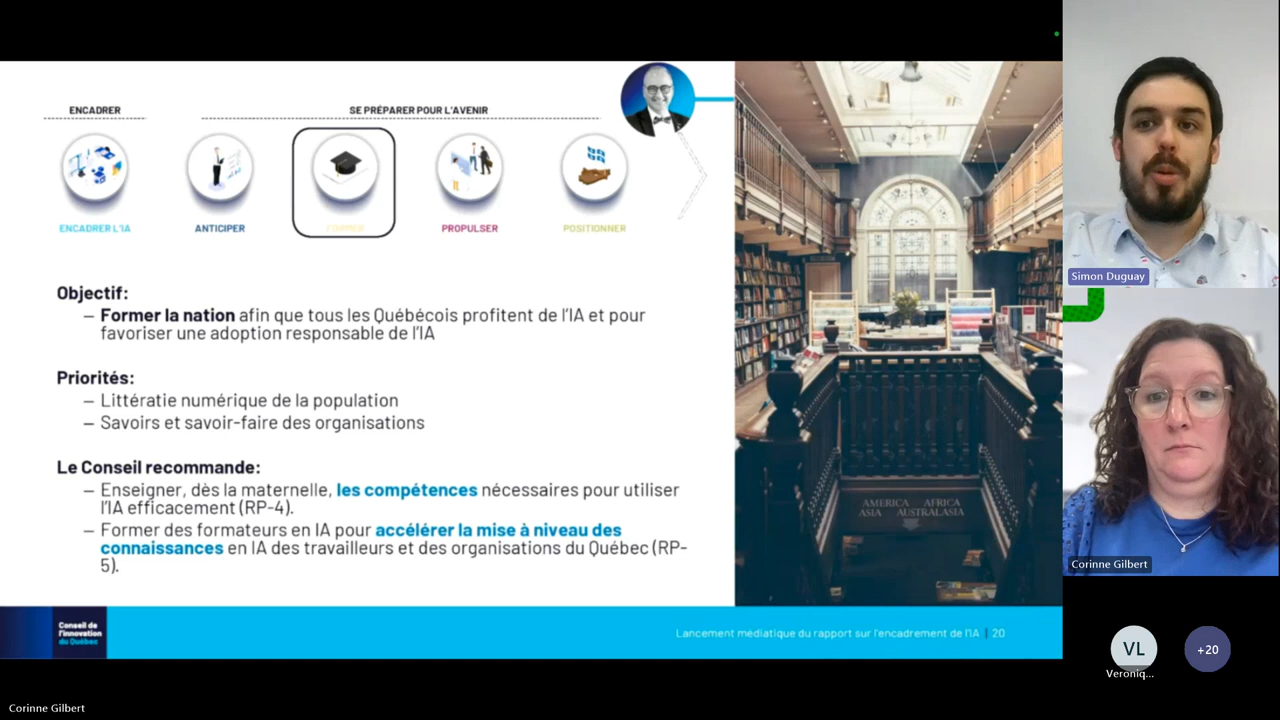 ENCADRER
SE PRÉPARER POUR L'AVENIR
ENCADRER L'IA
ANTICIPER
FORMER
PROPULSER
POSITIONNER
Objectif:
– Former la nation afin que tous les Québécois profitent de l'IA et pour
favoriser une adoption responsable de l'IA
Priorités:
– Littératie numérique de la population
– Savoirs et savoir-faire des organisations
Le Conseil recommande:
– Enseigner, dès la maternelle, les compétences nécessaires pour utiliser
l'IA efficacement (RP-4).
– Former des formateurs en IA pour accélérer la mise à niveau des
connaissances en IA des travailleurs et des organisations du Québec (RP-
5).
AMERICA AFRICA
ASIA AUSTRALASIA
Conseil de
l'innovation
du Québec
Lancement médiatique du rapport sur l'encadrement de l'IA | 20
Simon Duguay
Corinne Gilbert
VL
Veroniq...
+20
Corinne Gilbert